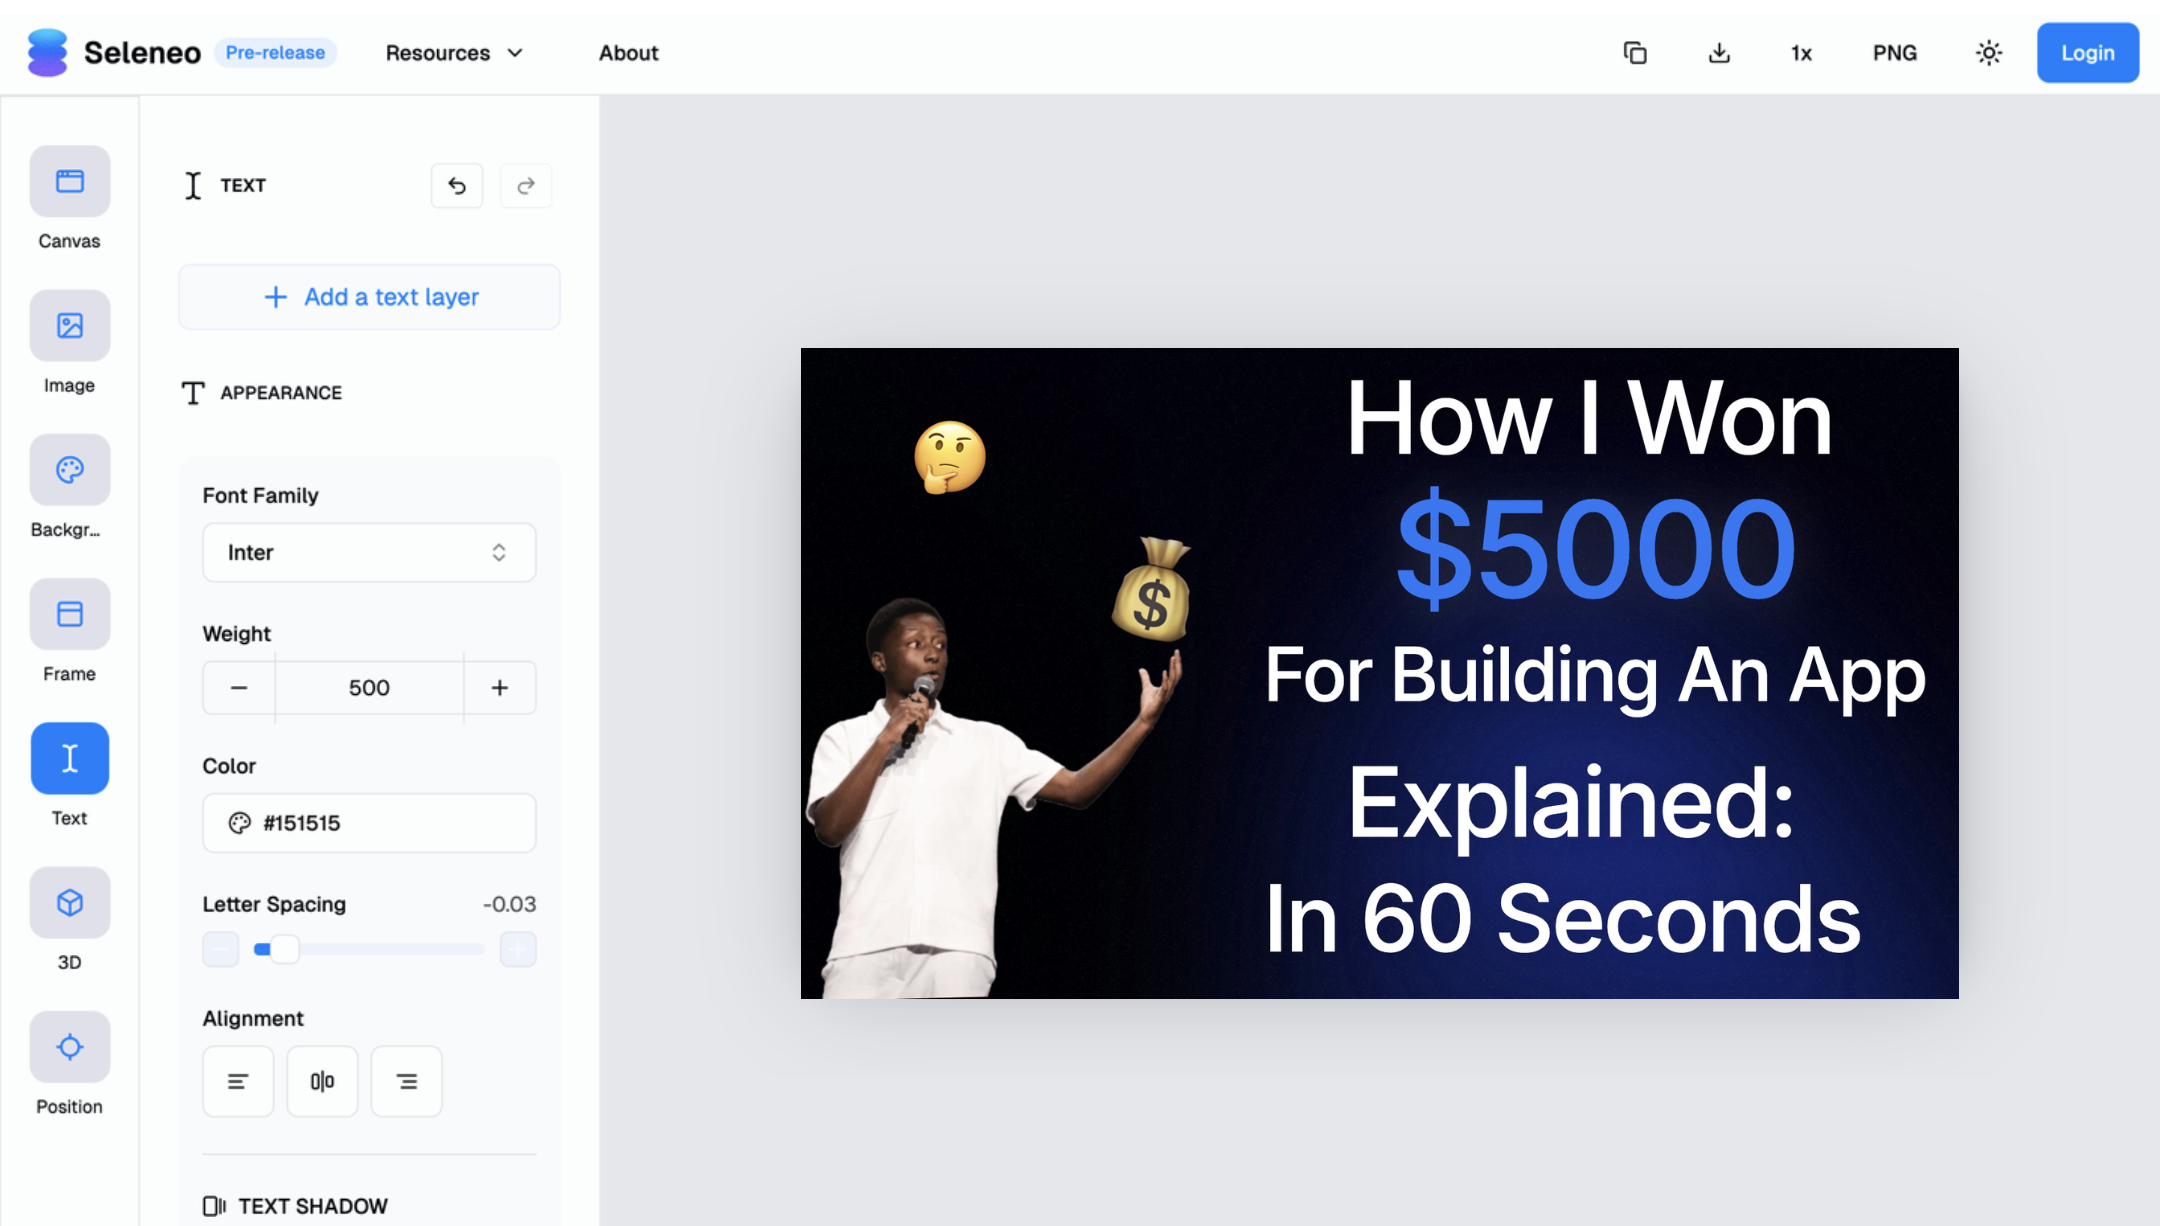 Seleneo Pre-release Resources About 1x PNG Login
Canvas
Image
Backgr...
Frame
Text
3D
Position
TEXT
+ Add a text layer
APPEARANCE
Font Family
Inter
Weight
− 500 +
Color
#151515
Letter Spacing -0.03
Alignment
TEXT SHADOW
How I Won
$5000
For Building An App
Explained:
In 60 Seconds
$